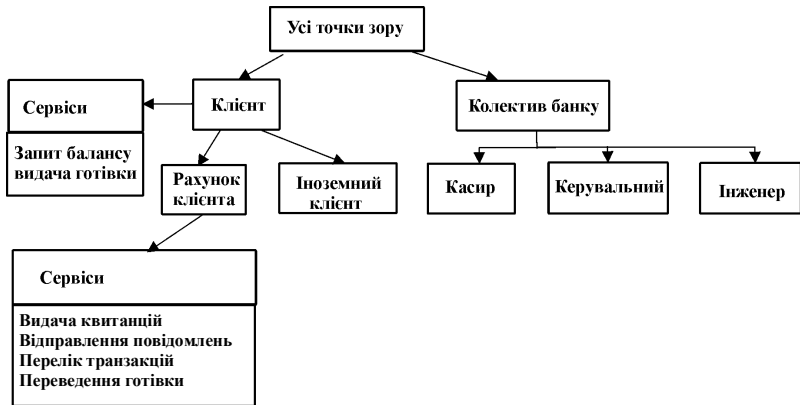 Усі точки зору
Сервіси
Клієнт
Колектив банку
Запит балансу
видача готівки
Рахунок
клієнта
Іноземний
клієнт
Касир
Керувальний
Інженер
Сервіси
Видача квитанцій
Відправлення повідомлень
Перелік транзакцій
Переведення готівки